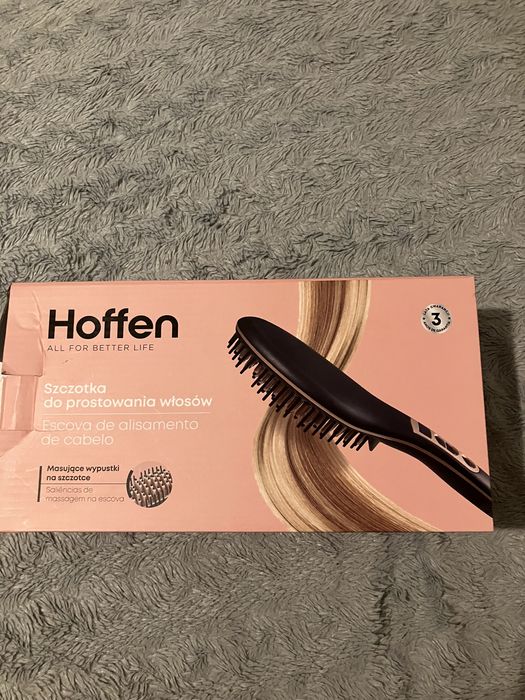 Hoffen
ALL FOR BETTER LIFE
Szczotka
do prostowania włosów
Escova de alisamento
de cabelo
Masujące wypustki
na szczotce
Saliências de
massagem na escova
3